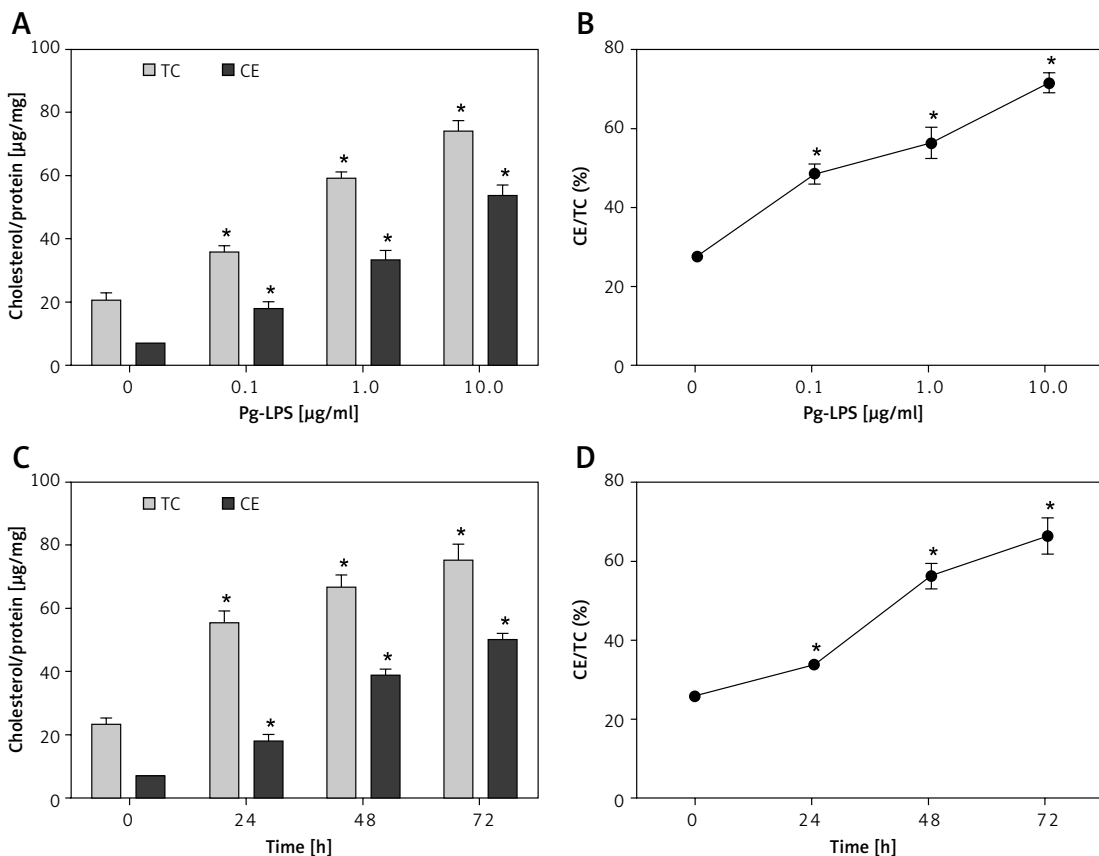 A
Cholesterol/protein [µg/mg]
100
80
60
40
20
0
TC CE
* * * * * *
0 0.1 1.0 10.0
Pg-LPS [µg/ml]
B
CE/TC (%)
80
60
40
20
0
* * *
0 0.1 1.0 10.0
Pg-LPS [µg/ml]
C
Cholesterol/protein [µg/mg]
100
80
60
40
20
0
TC CE
* * * * * *
0 24 48 72
Time [h]
D
CE/TC (%)
80
60
40
20
0
* * *
0 24 48 72
Time [h]